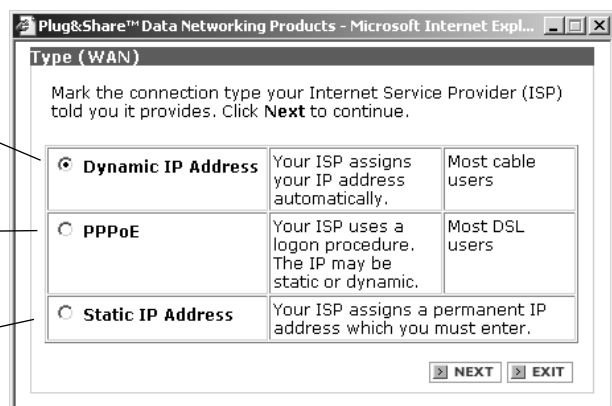 Plug&Share™ Data Networking Products - Microsoft Internet Expl...
Type (WAN)
Mark the connection type your Internet Service Provider (ISP)
told you it provides. Click Next to continue.
Dynamic IP Address
Your ISP assigns
your IP address
automatically.
Most cable
users
PPPoE
Your ISP uses a
logon procedure.
The IP may be
static or dynamic.
Most DSL
users
Static IP Address
Your ISP assigns a permanent IP
address which you must enter.
NEXT EXIT